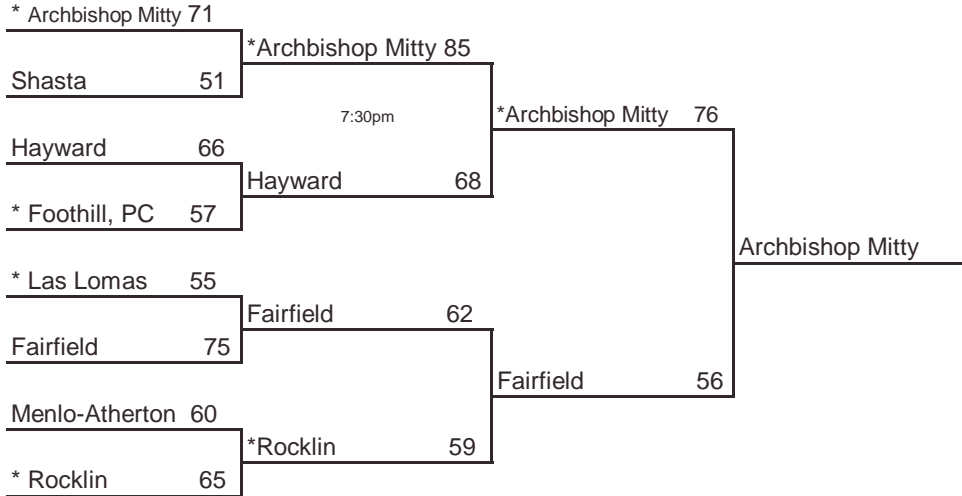 * Archbishop Mitty 71
*Archbishop Mitty 85
Shasta 51
7:30pm
*Archbishop Mitty 76
Hayward 66
Hayward 68
* Foothill, PC 57
Archbishop Mitty
* Las Lomas 55
Fairfield 62
Fairfield 75
Fairfield 56
Menlo-Atherton 60
*Rocklin 59
* Rocklin 65